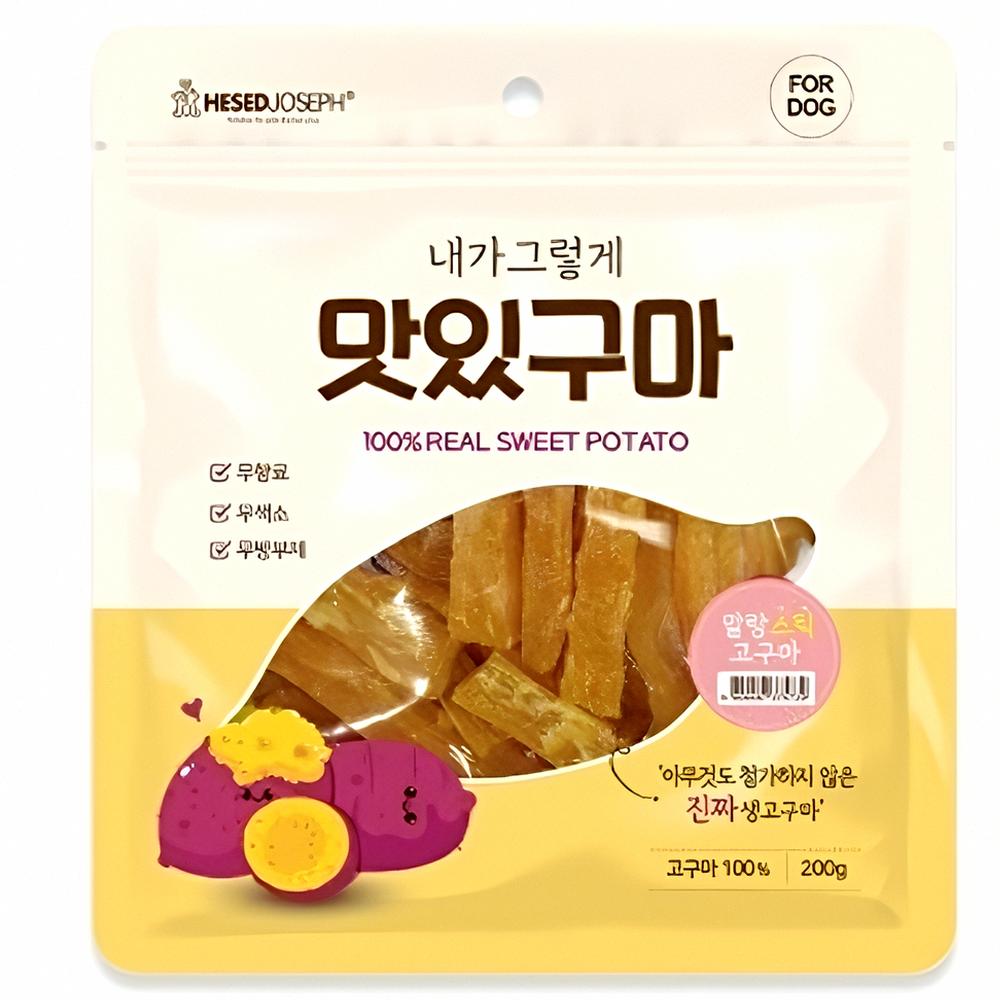 HESEDJOSEPH®
FOR
DOG
내가그렇게
맛있구마
100% REAL SWEET POTATO
무향료
무색소
무방부제
말랑스틱
고구마
'아무것도 첨가하지 않은
진짜 생고구마'
고구마 100%
200g